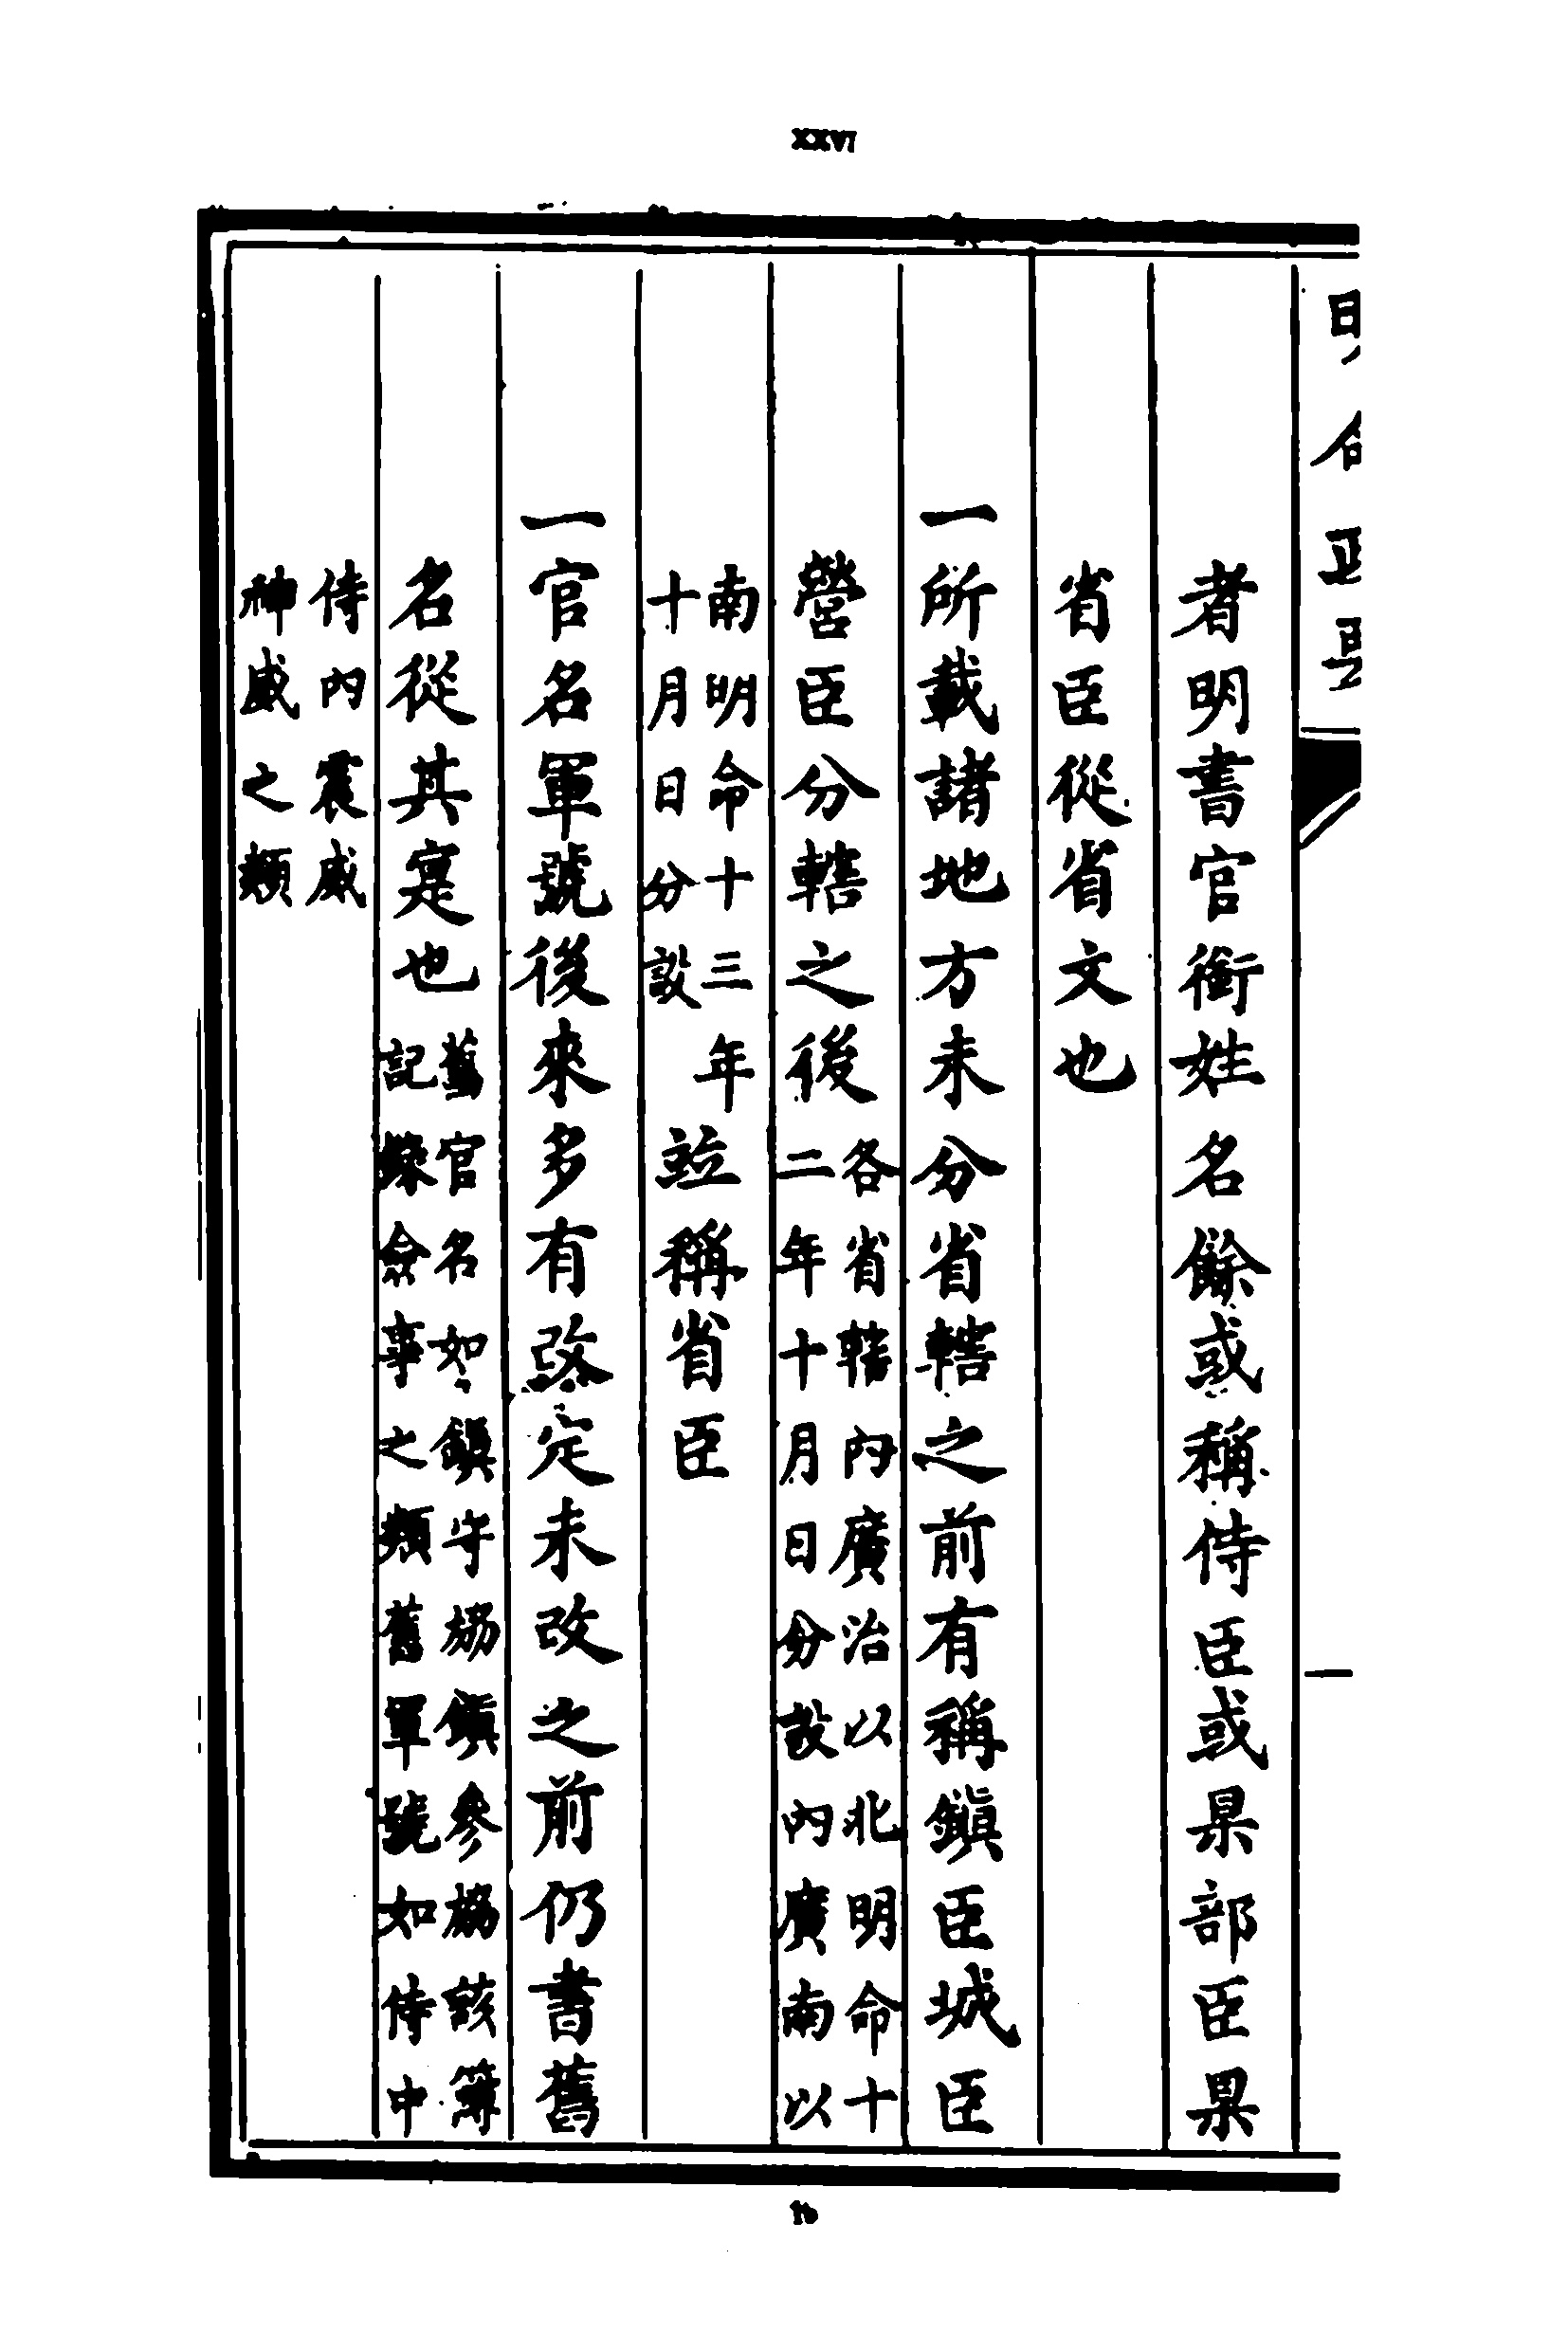 XXVI
明命政要
一
者明書官銜姓名餘或稱侍臣或某部臣某
省臣從省文也
一所載諸地方未分省轄之前有稱鎮臣城臣
營臣分轄之後各省轄內廣治以北明命十
二年十月日分設內廣南以
南明命十三年
十月日分設
竝稱省臣
一官名軍號後來多有改定未改之前仍書舊
名從其寔也舊官名如鎮守協鎮參協該簿
記錄僉事之類舊軍號如侍中
侍內震威
神威之類
1b